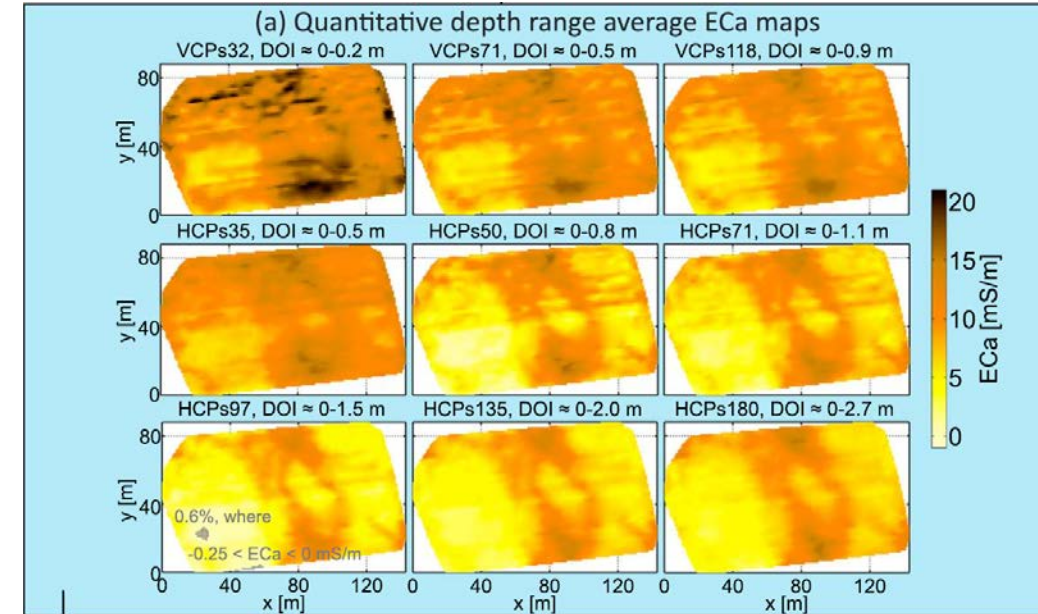 (a) Quantitative depth range average ECa maps
VCPs32, DOI ≈ 0-0.2 m
VCPs71, DOI ≈ 0-0.5 m
VCPs118, DOI ≈ 0-0.9 m
80
40
0
y [m]
HCPs35, DOI ≈ 0-0.5 m
HCPs50, DOI ≈ 0-0.8 m
HCPs71, DOI ≈ 0-1.1 m
80
40
0
y [m]
HCPs97, DOI ≈ 0-1.5 m
HCPs135, DOI ≈ 0-2.0 m
HCPs180, DOI ≈ 0-2.7 m
80
40
0
y [m]
0.6%, where
-0.25 < ECa < 0 mS/m
0 40 80 120
0 40 80 120
0 40 80 120
x [m]
x [m]
x [m]
20
15
10
5
0
ECa [mS/m]